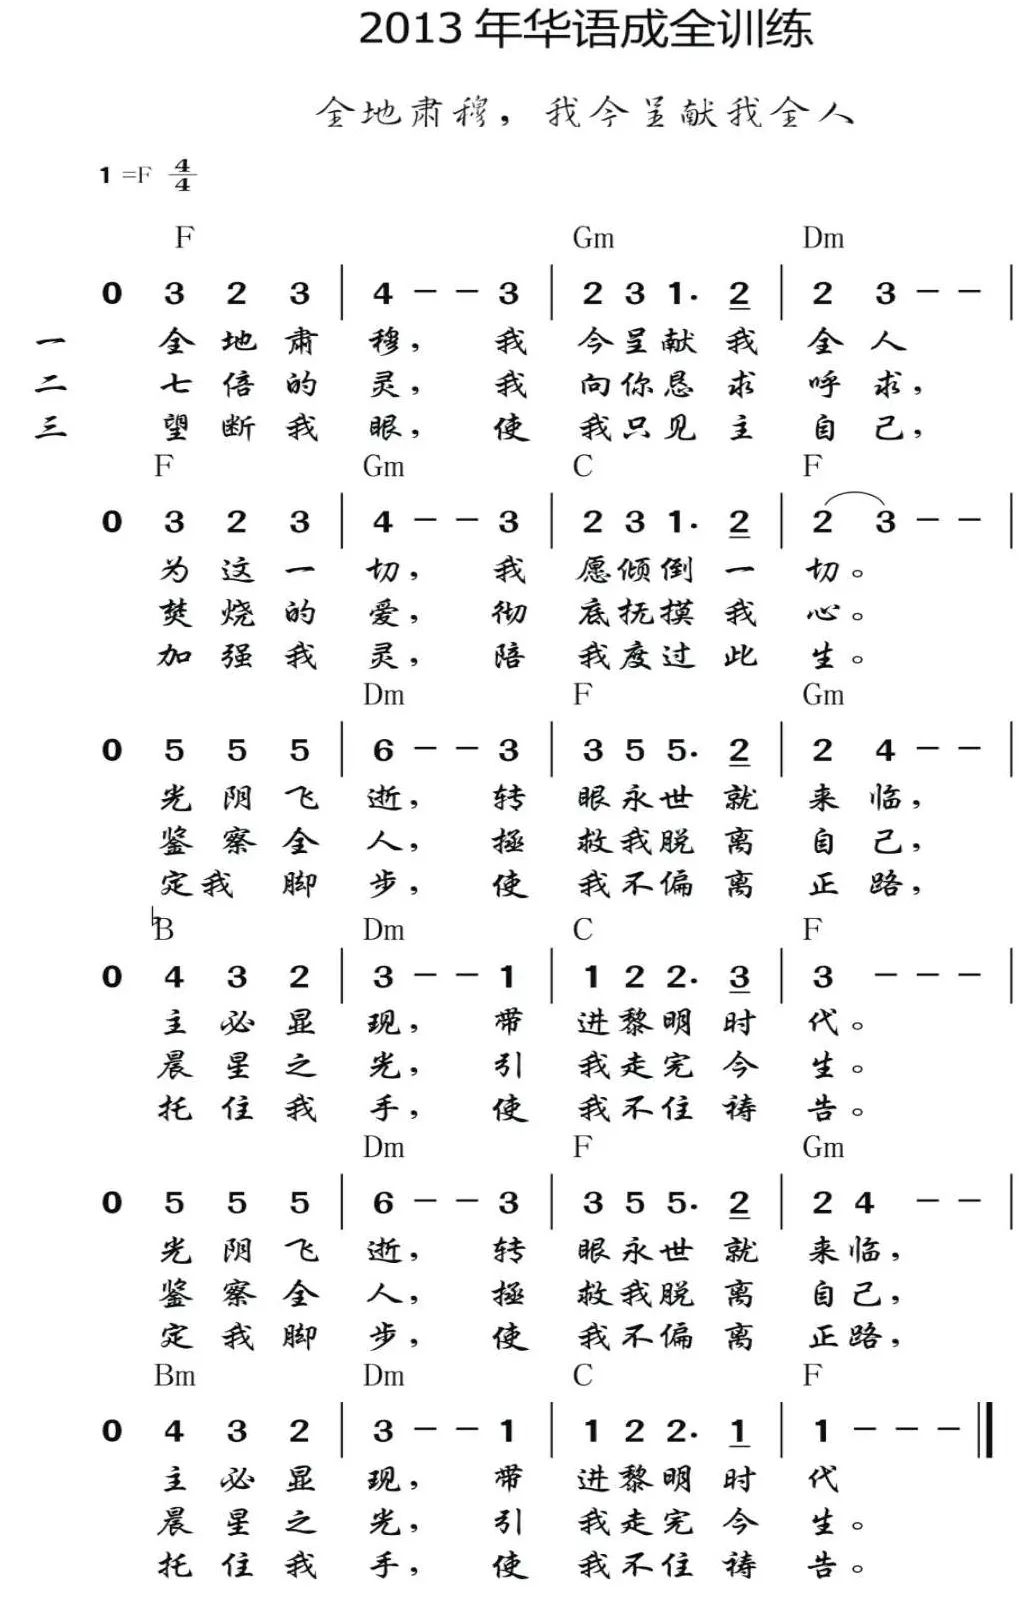 2013 年华语成全训练
全地肃穆，我今呈献我全人
1 =F 4/4
F Gm Dm
0 3 2 3 | 4 - - 3 | 2 3 1. 2 | 2 3 - - |
一 全地肃穆，我今呈献我全人
二 七倍的灵，我向你恳求呼求，
三 望断我眼，使我只见主自己，
F Gm C F
0 3 2 3 | 4 - - 3 | 2 3 1. 2 | 2 3 - - |
为这一切，我愿倾倒一切。
焚烧的爱，彻底抚摸我心。
加强我灵，陪我度过此生。
Dm F Gm
0 5 5 5 | 6 - - 3 | 3 5 5. 2 | 2 4 - - |
光阴飞逝，转眼永世就来临，
鉴察全人，拯救我脱离自己，
定我脚步，使我不偏离正路，
♭B Dm C F
0 4 3 2 | 3 - - 1 | 1 2 2. 3 | 3 - - - |
主必显现，带进黎明时代。
晨星之光，引我走完今生。
托住我手，使我不住祷告。
Dm F Gm
0 5 5 5 | 6 - - 3 | 3 5 5. 2 | 2 4 - - |
光阴飞逝，转眼永世就来临，
鉴察全人，拯救我脱离自己，
定我脚步，使我不偏离正路，
Bm Dm C F
0 4 3 2 | 3 - - 1 | 1 2 2. 1 | 1 - - - ‖
主必显现，带进黎明时代
晨星之光，引我走完今生。
托住我手，使我不住祷告。